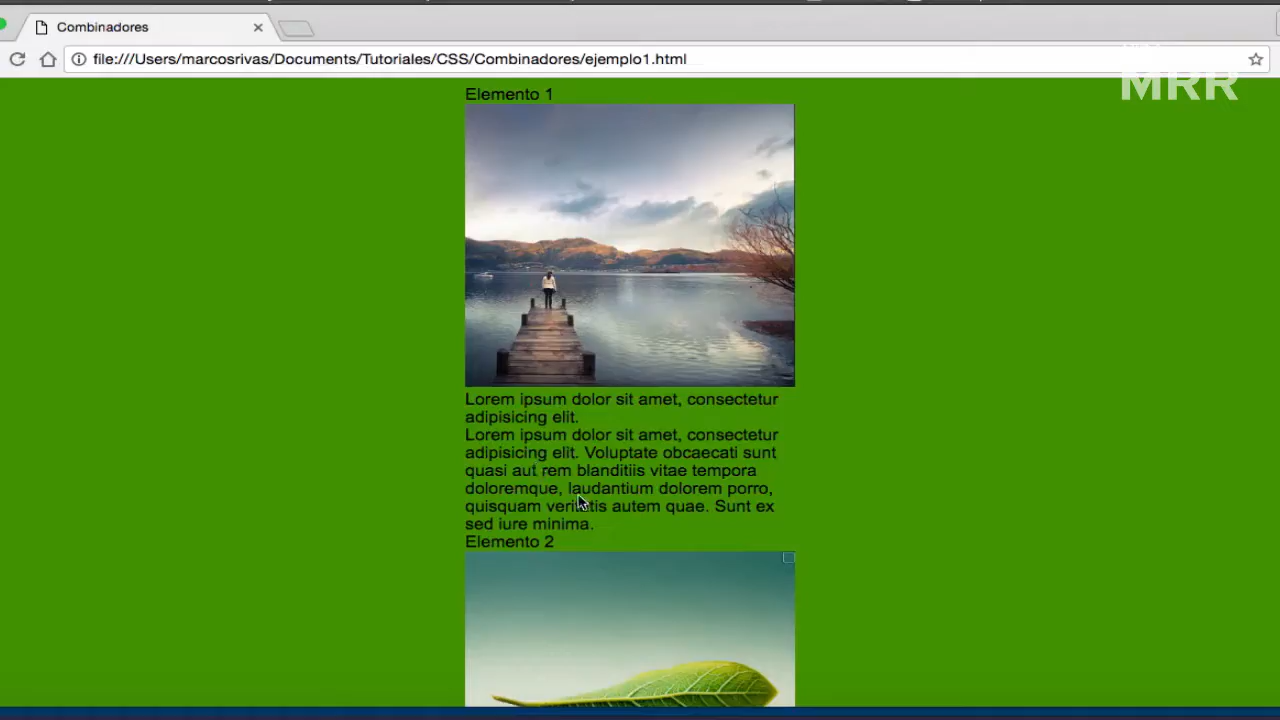 Combinadores
file:///Users/marcosrivas/Documents/Tutoriales/CSS/Combinadores/ejemplo1.html
MRR
Elemento 1
Lorem ipsum dolor sit amet, consectetur
adipisicing elit.
Lorem ipsum dolor sit amet, consectetur
adipisicing elit. Voluptate obcaecati sunt
quasi aut rem blanditiis vitae tempora
doloremque, laudantium dolorem porro,
quisquam veritatis autem quae. Sunt ex
sed iure minima.
Elemento 2